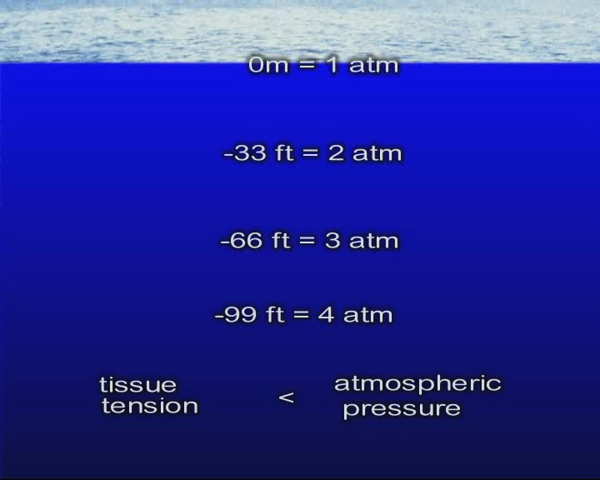 0m = 1 atm
-33 ft = 2 atm
-66 ft = 3 atm
-99 ft = 4 atm
tissue tension < atmospheric pressure